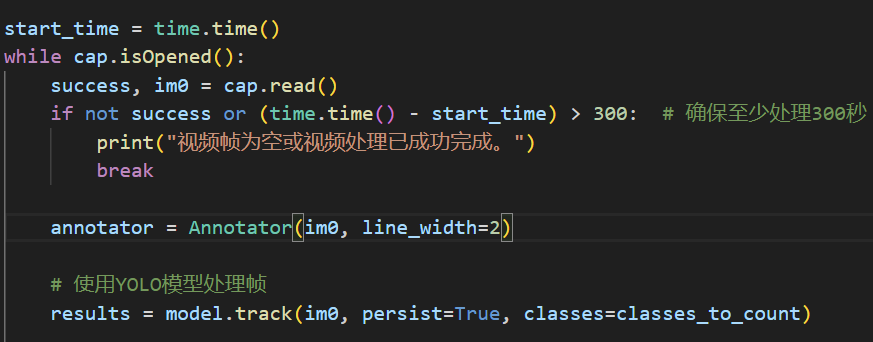 start_time = time.time()
while cap.isOpened():
    success, im0 = cap.read()
    if not success or (time.time() - start_time) > 300:  # 确保至少处理300秒
        print("视频帧为空或视频处理已成功完成。")
        break

    annotator = Annotator(im0, line_width=2)

    # 使用YOLO模型处理帧
    results = model.track(im0, persist=True, classes=classes_to_count)